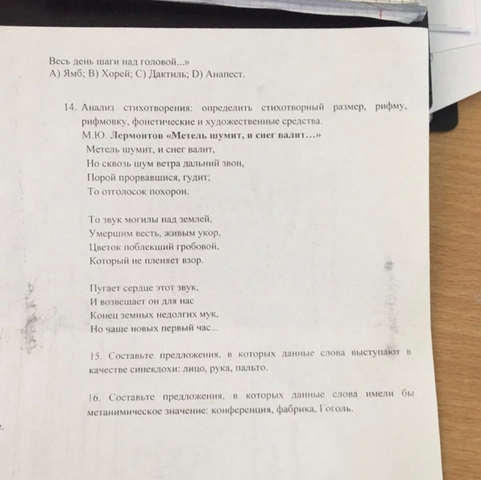 Весь день шаги над головой...»
А) Ямб; В) Хорей; С) Дактиль; D) Анапест.
14. Анализ стихотворения: определить стихотворный размер, рифму,
рифмовку, фонетические и художественные средства.
М.Ю. Лермонтов «Метель шумит, и снег валит…»
Метель шумит, и снег валит,
Но сквозь шум ветра дальний звон,
Порой прорвавшися, гудит;
То отголосок похорон.
То звук могилы над землей,
Умершим весть, живым укор,
Цветок поблекший гробовой,
Который не пленяет взор.
Пугает сердце этот звук,
И возвещает он для нас
Конец земных недолгих мук,
Но чаще новых первый час...
15. Составьте предложения, в которых данные слова выступают в
качестве синекдохи: лицо, рука, пальто.
16. Составьте предложения, в которых данные слова имели бы
метанимическое значение: конференция, фабрика, Гоголь.